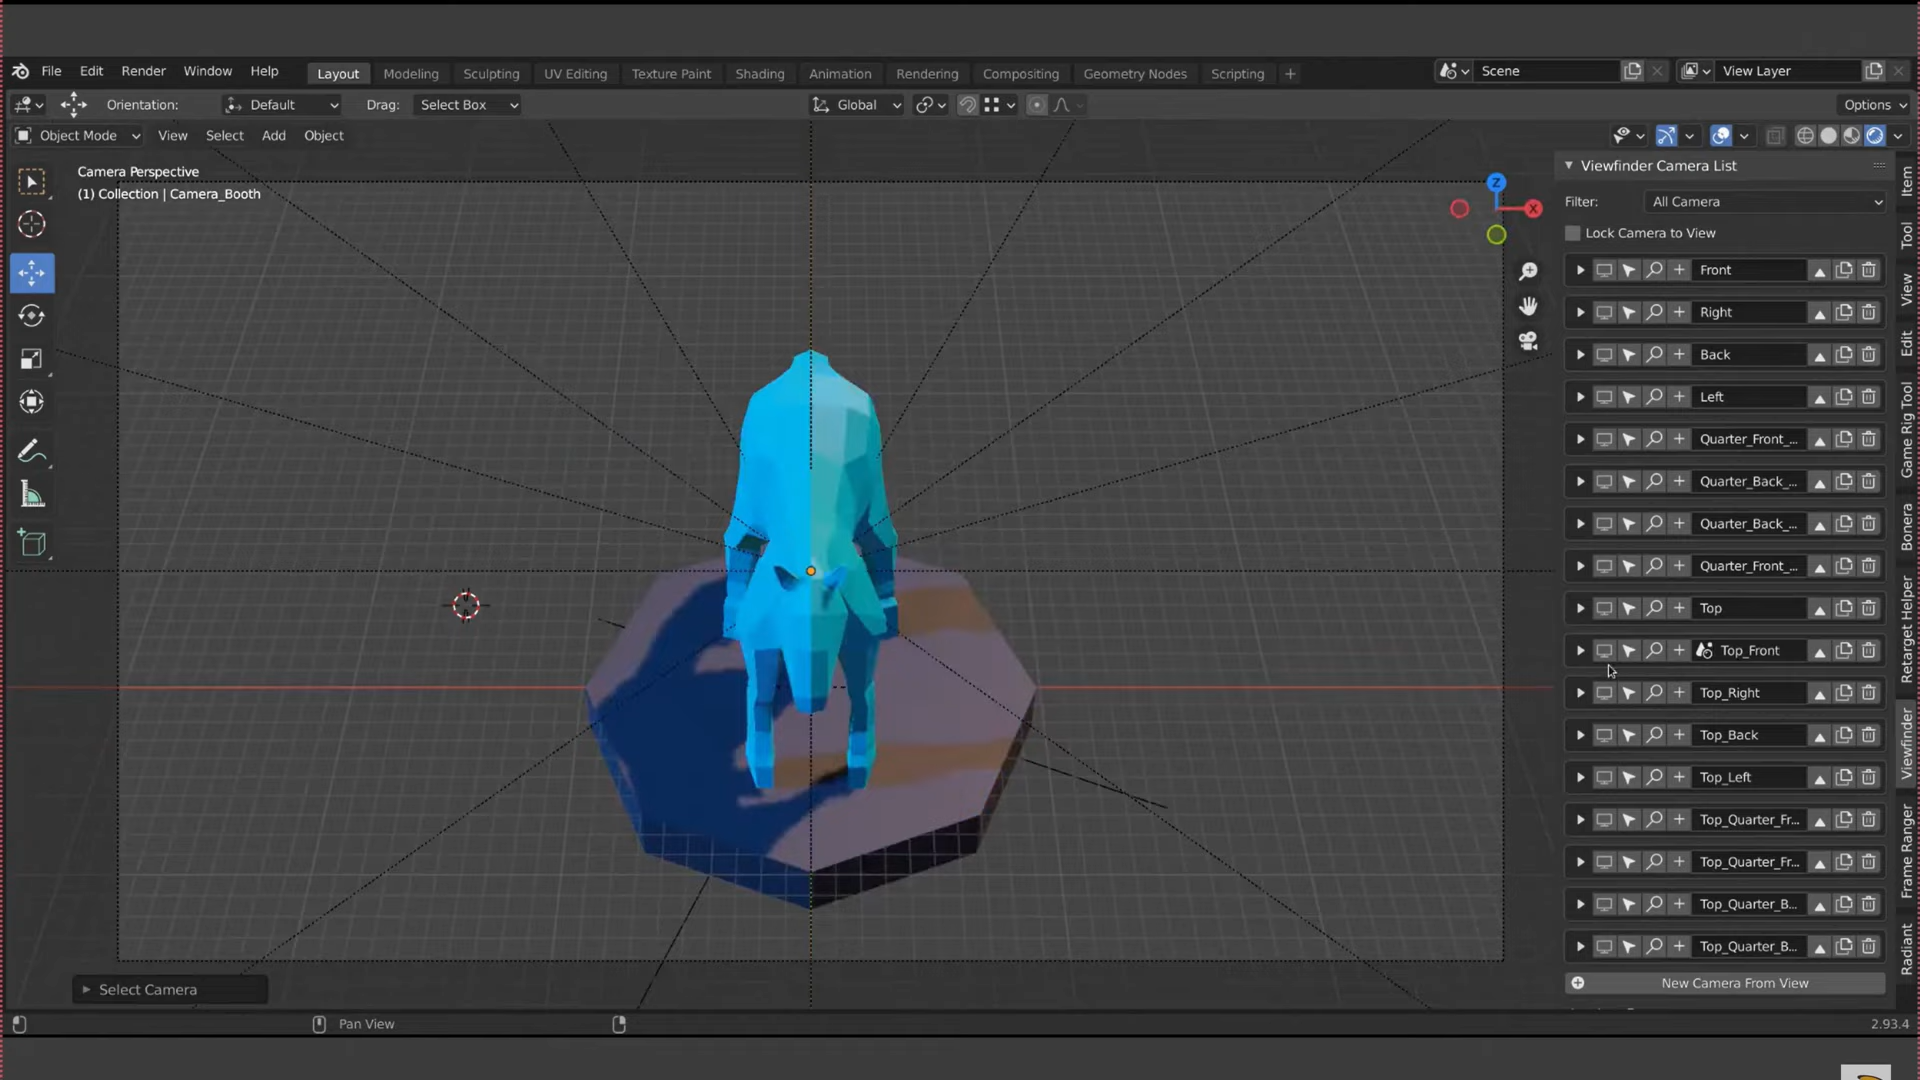 File Edit Render Window Help Layout Modeling Sculpting UV Editing Texture Paint Shading Animation Rendering Compositing Geometry Nodes Scripting + Scene View Layer
Orientation: Default Drag: Select Box Global Options
Object Mode View Select Add Object
Camera Perspective
(1) Collection | Camera_Booth
Z
X
Viewfinder Camera List
Filter: All Camera
Lock Camera to View
Front
Right
Back
Left
Quarter_Front_...
Quarter_Back_...
Quarter_Back_...
Quarter_Front_...
Top
Top_Front
Top_Right
Top_Back
Top_Left
Top_Quarter_Fr...
Top_Quarter_Fr...
Top_Quarter_B...
Top_Quarter_B...
New Camera From View
Item
Tool
View
Edit
Game Rig Tool
Bonera
Retarget Helper
Viewfinder
Frame Ranger
Radiant
Select Camera
Pan View
2.93.4